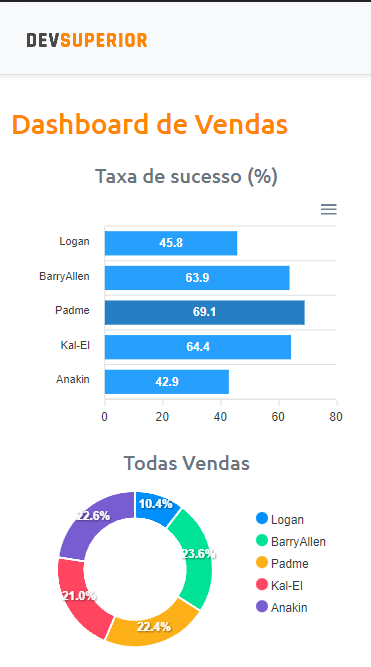 DEVSUPERIOR
Dashboard de Vendas
Taxa de sucesso (%)
Logan 45.8
BarryAllen 63.9
Padme 69.1
Kal-El 64.4
Anakin 42.9
0 20 40 60 80
Todas Vendas
10.4%
23.6%
22.4%
21.0%
22.6%
Logan
BarryAllen
Padme
Kal-El
Anakin